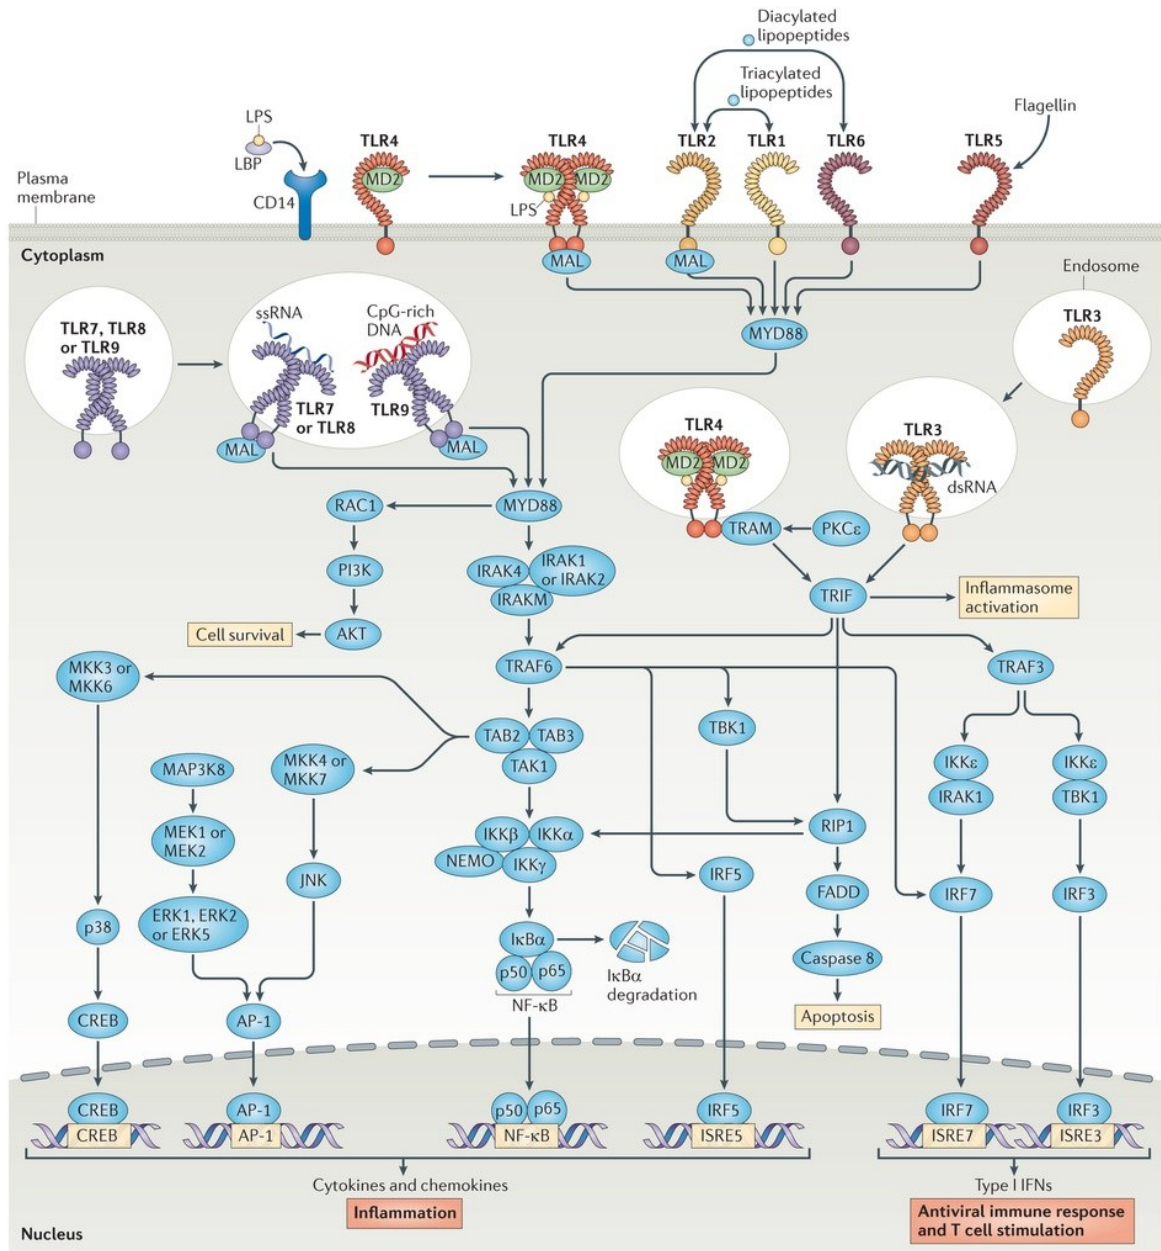 Diacylated
lipopeptides
Triacylated
lipopeptides
Flagellin
LPS
LBP
CD14
TLR4
MD2
TLR4
MD2 MD2
LPS
TLR2
TLR1
TLR6
TLR5
Plasma
membrane
Cytoplasm
MAL
MAL
MYD88
Endosome
TLR3
TLR7, TLR8
or TLR9
ssRNA
CpG-rich
DNA
TLR7
or TLR8
TLR9
MAL
MAL
TLR4
MD2 MD2
TLR3
dsRNA
RAC1
MYD88
TRAM
PKCε
PI3K
IRAK4
IRAK1
or IRAK2
IRAKM
TRIF
Inflammasome
activation
Cell survival
AKT
MKK3 or
MKK6
TRAF6
TRAF3
TAB2
TAB3
TAK1
TBK1
MAP3K8
MKK4 or
MKK7
IKKε
IRAK1
IKKε
TBK1
MEK1 or
MEK2
IKKβ
IKKα
NEMO
IKKγ
RIP1
JNK
IRF5
FADD
IRF7
IRF3
p38
ERK1, ERK2
or ERK5
IκBα
p50 p65
NF-κB
IκBα
degradation
Caspase 8
Apoptosis
CREB
AP-1
CREB
CREB
AP-1
AP-1
p50 p65
NF-κB
IRF5
ISRE5
IRF7
ISRE7
IRF3
ISRE3
Cytokines and chemokines
Inflammation
Type I IFNs
Antiviral immune response
and T cell stimulation
Nucleus